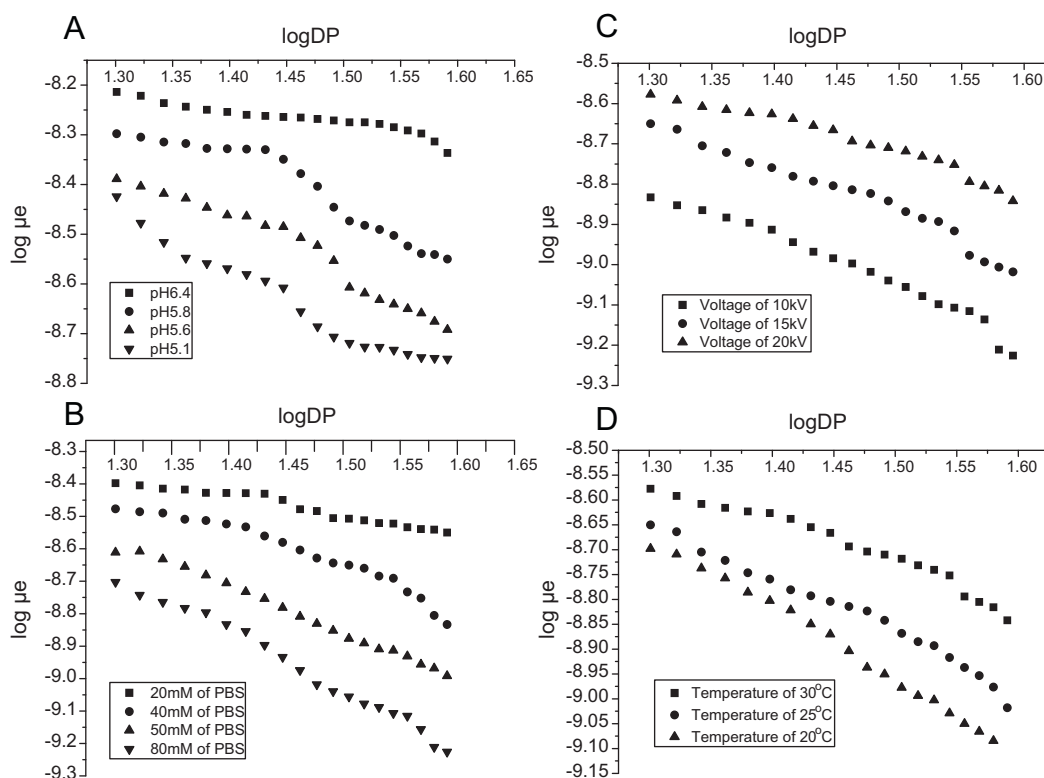 A
logDP
1.30 1.35 1.40 1.45 1.50 1.55 1.60 1.65
-8.2
-8.3
-8.4
-8.5
-8.6
-8.7
-8.8
log μe
pH6.4
pH5.8
pH5.6
pH5.1
B
logDP
1.30 1.35 1.40 1.45 1.50 1.55 1.60 1.65
-8.3
-8.4
-8.5
-8.6
-8.7
-8.8
-8.9
-9.0
-9.1
-9.2
-9.3
log μe
20mM of PBS
40mM of PBS
50mM of PBS
80mM of PBS
C
logDP
1.30 1.35 1.40 1.45 1.50 1.55 1.60
-8.5
-8.6
-8.7
-8.8
-8.9
-9.0
-9.1
-9.2
-9.3
log μe
Voltage of 10kV
Voltage of 15kV
Voltage of 20kV
D
logDP
1.30 1.35 1.40 1.45 1.50 1.55 1.60
-8.50
-8.55
-8.60
-8.65
-8.70
-8.75
-8.80
-8.85
-8.90
-8.95
-9.00
-9.05
-9.10
-9.15
log μe
Temperature of 30°C
Temperature of 25°C
Temperature of 20°C